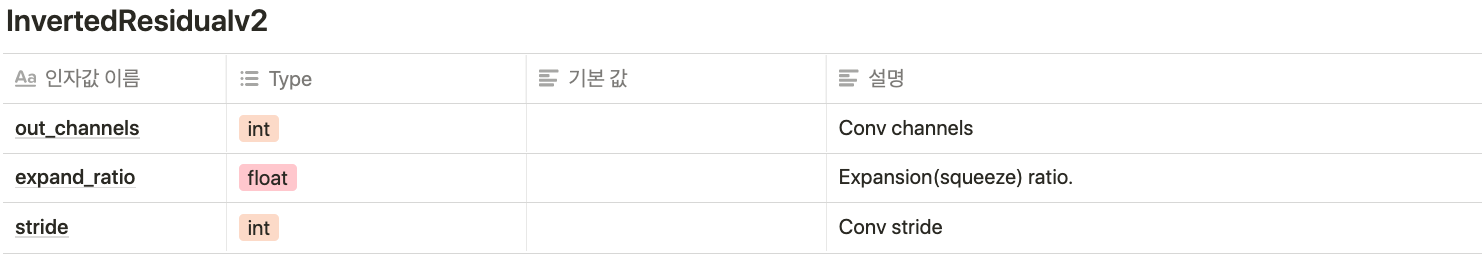 InvertedResidualv2
Aa 인자값 이름 Type 기본 값 설명
out_channels int Conv channels
expand_ratio float Expansion(squeeze) ratio.
stride int Conv stride